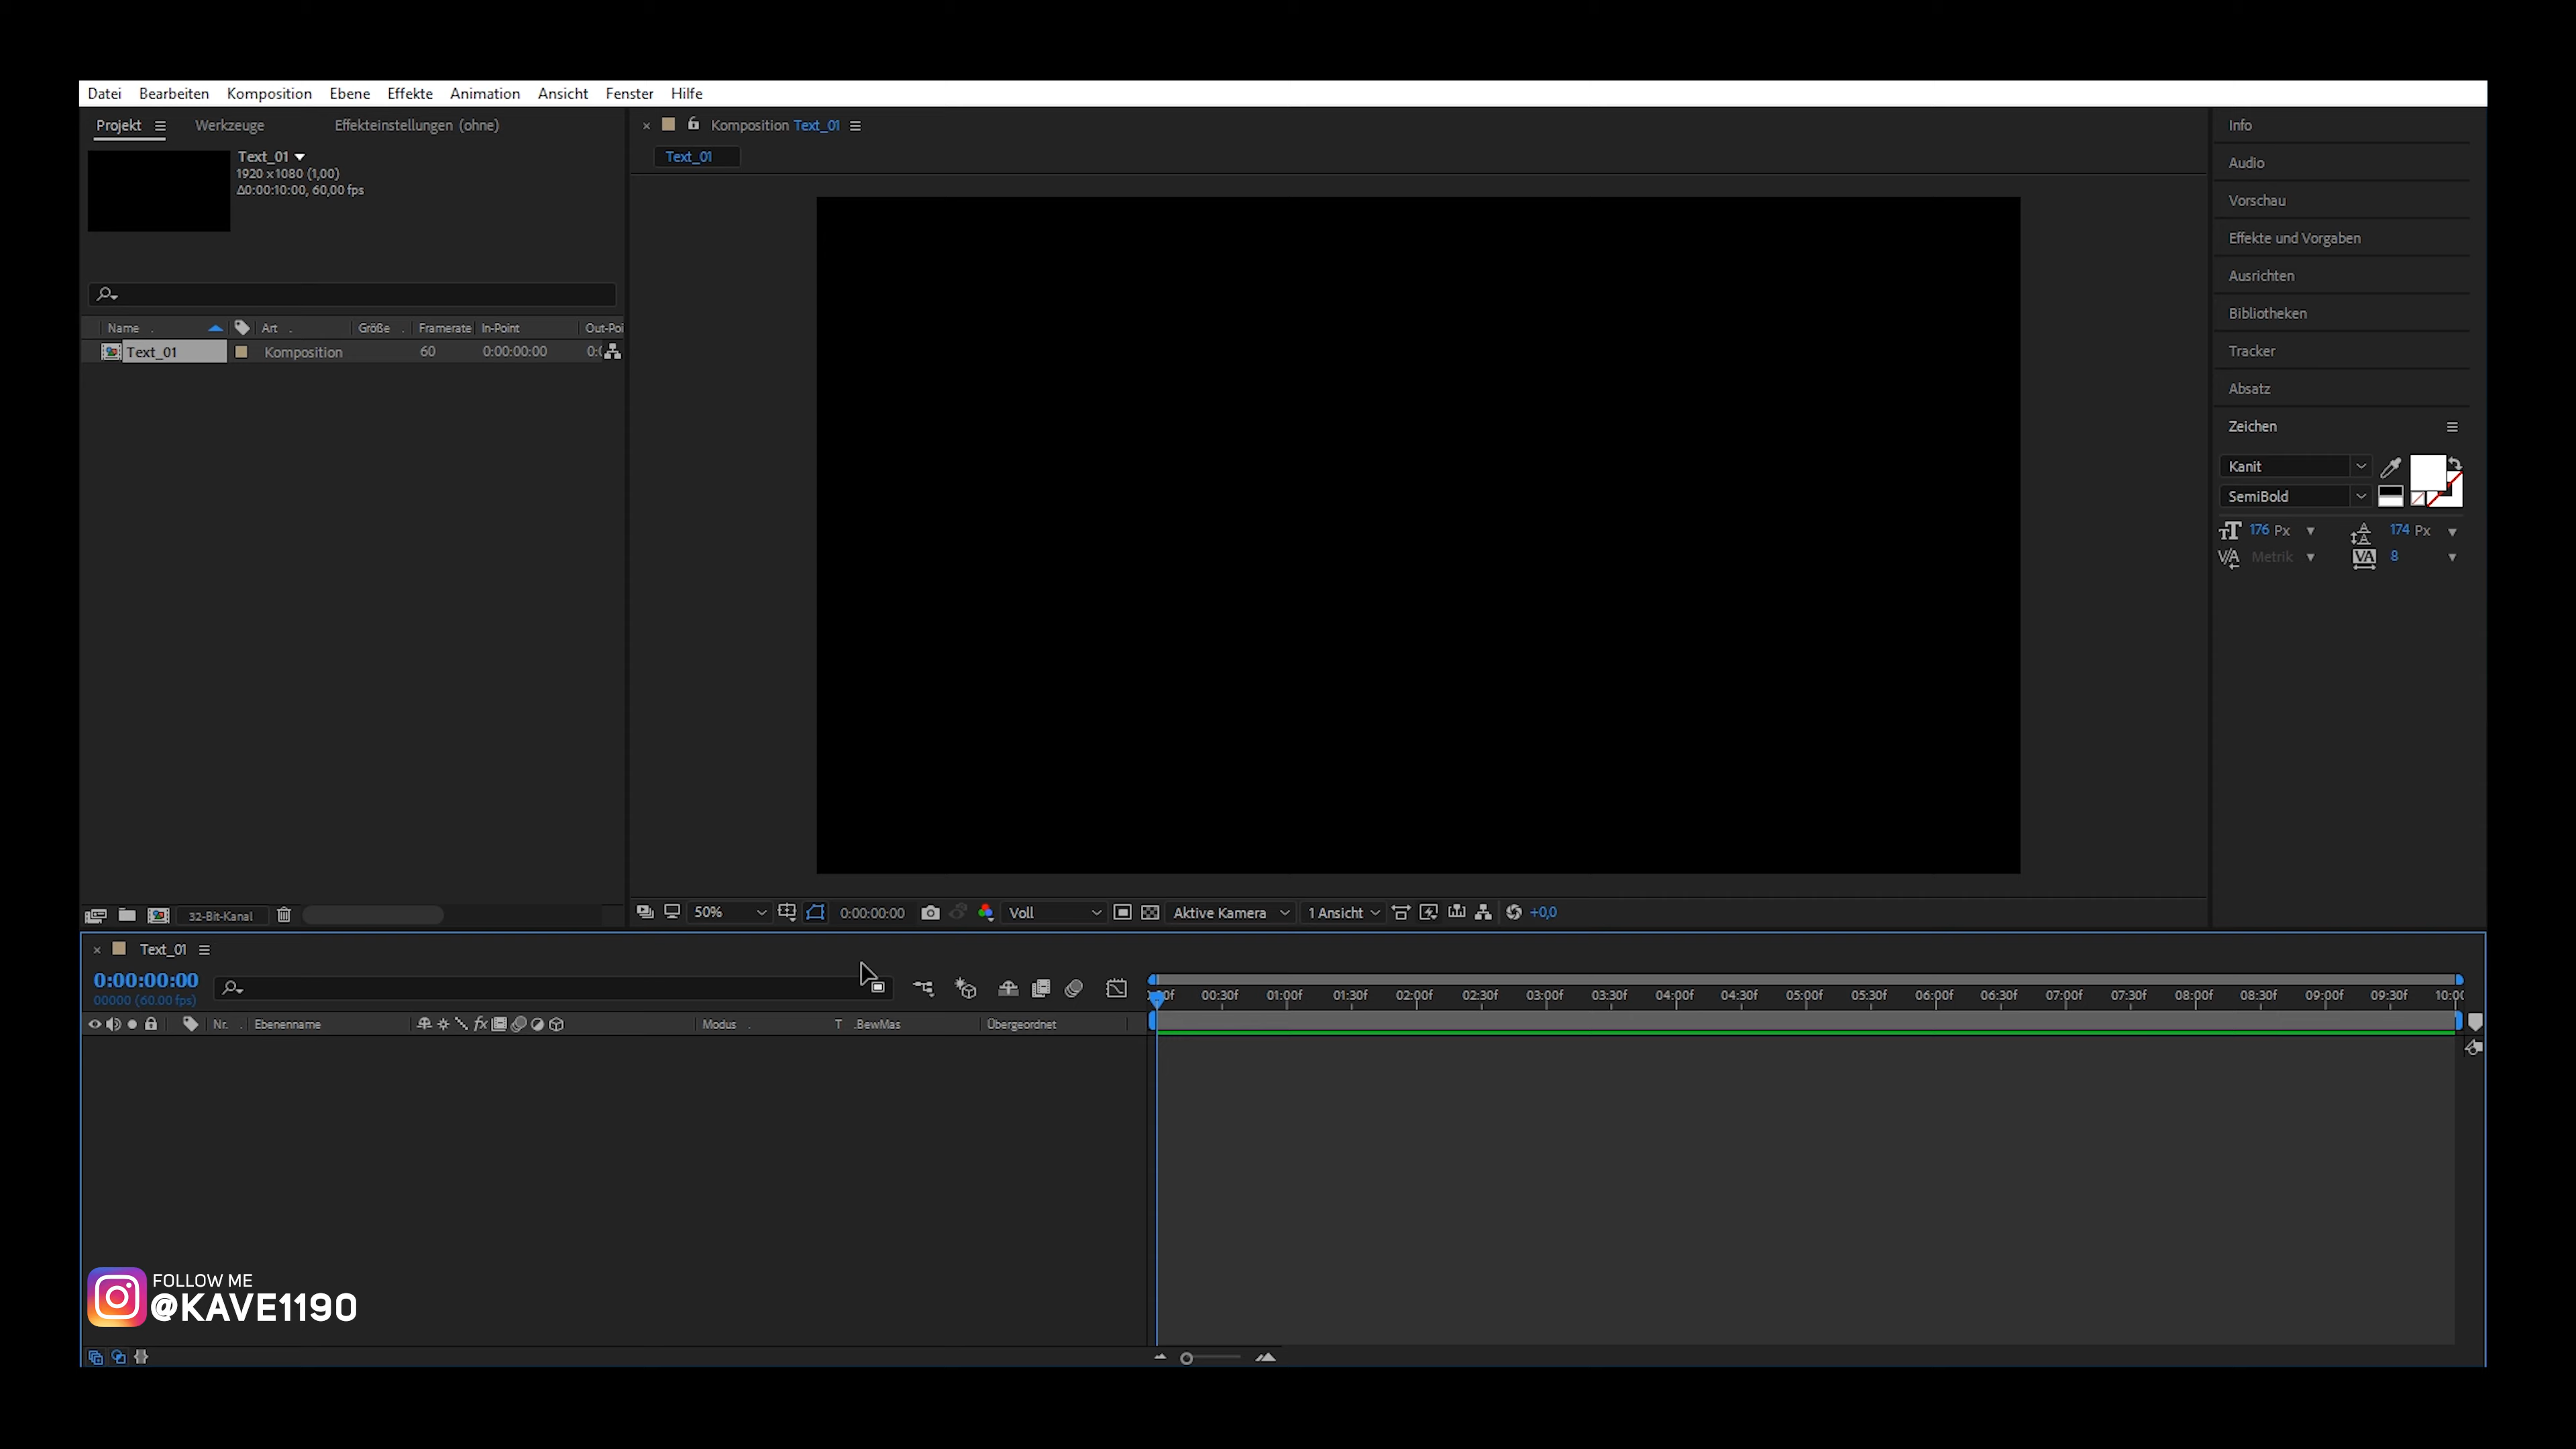 Datei Bearbeiten Komposition Ebene Effekte Animation Ansicht Fenster Hilfe
Projekt Werkzeuge Effekteinstellungen (ohne)
Text_01
1920 x 1080 (1,00)
Δ0:00:10:00, 60,00 fps
Name Art Größe Framerate In-Point Out-Poi
Text_01 Komposition 60 0:00:00:00 0:(
32-Bit-Kanal
Komposition Text_01
Text_01
50% 0:00:00:00 Voll Aktive Kamera 1 Ansicht +0,0
Info
Audio
Vorschau
Effekte und Vorgaben
Ausrichten
Bibliotheken
Tracker
Absatz
Zeichen
Kanit
SemiBold
176 Px 174 Px
Metrik 8
Text_01
0:00:00:00
00000 (60.00 fps)
Nr. Ebenenname fx Modus T .BewMas Übergeordnet
00f 00:30f 01:00f 01:30f 02:00f 02:30f 03:00f 03:30f 04:00f 04:30f 05:00f 05:30f 06:00f 06:30f 07:00f 07:30f 08:00f 08:30f 09:00f 09:30f 10:00
FOLLOW ME
@KAVE1190